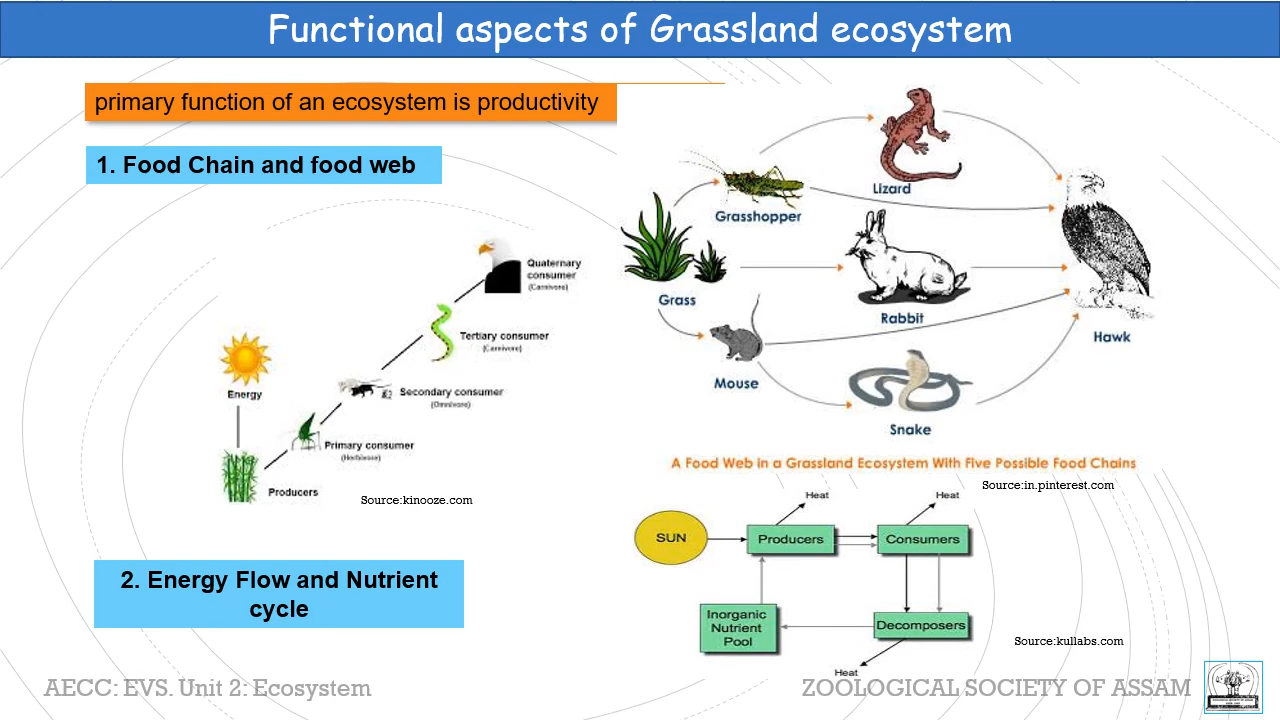 Functional aspects of Grassland ecosystem
primary function of an ecosystem is productivity
1. Food Chain and food web
Quaternary
consumer
(Carnivore)
Tertiary consumer
(Carnivore)
Secondary consumer
(Omnivore)
Primary consumer
(Herbivore)
Energy
Producers
Source:kinooze.com
Lizard
Grasshopper
Grass
Rabbit
Hawk
Mouse
Snake
A Food Web in a Grassland Ecosystem With Five Possible Food Chains
Source:in.pinterest.com
2. Energy Flow and Nutrient
cycle
Heat
Heat
SUN
Producers
Consumers
Inorganic
Nutrient
Pool
Decomposers
Heat
Source:kullabs.com
AECC: EVS. Unit 2: Ecosystem
ZOOLOGICAL SOCIETY OF ASSAM